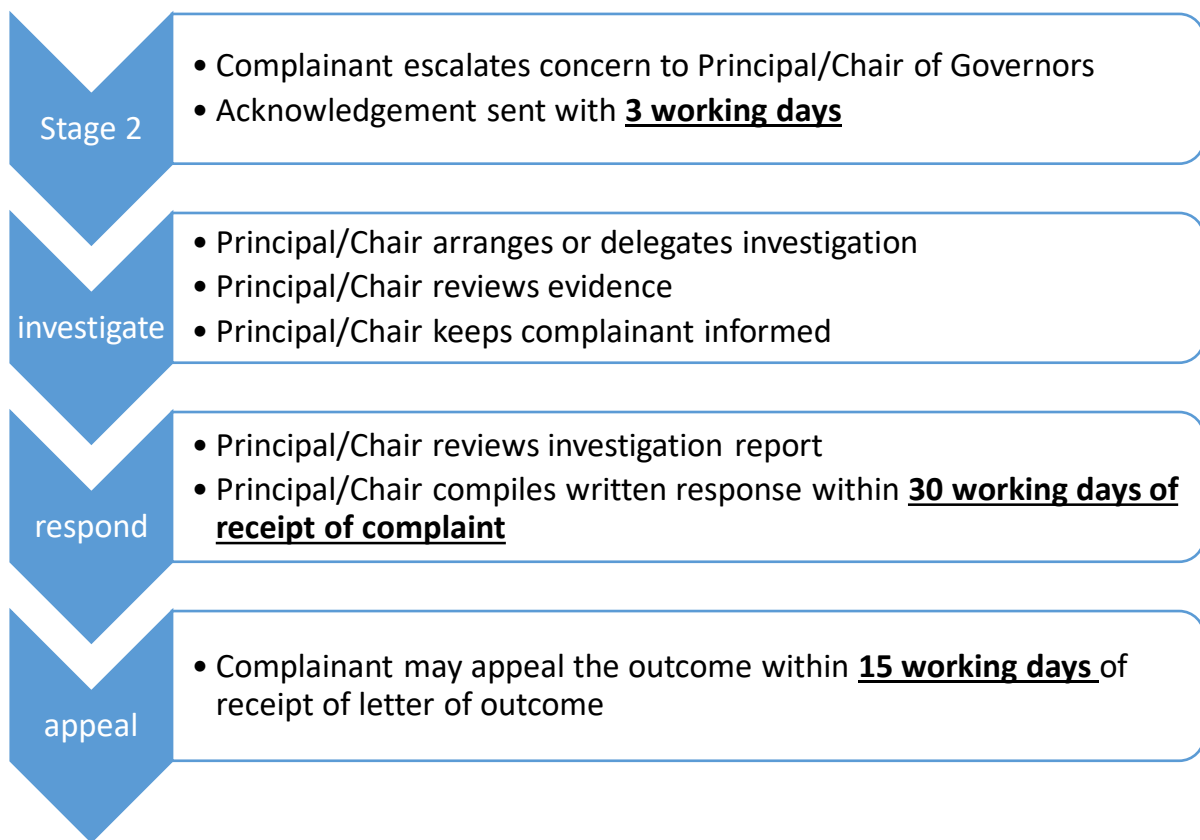 Stage 2
• Complainant escalates concern to Principal/Chair of Governors
• Acknowledgement sent with 3 working days
investigate
• Principal/Chair arranges or delegates investigation
• Principal/Chair reviews evidence
• Principal/Chair keeps complainant informed
respond
• Principal/Chair reviews investigation report
• Principal/Chair compiles written response within 30 working days of
receipt of complaint
appeal
• Complainant may appeal the outcome within 15 working days of
receipt of letter of outcome